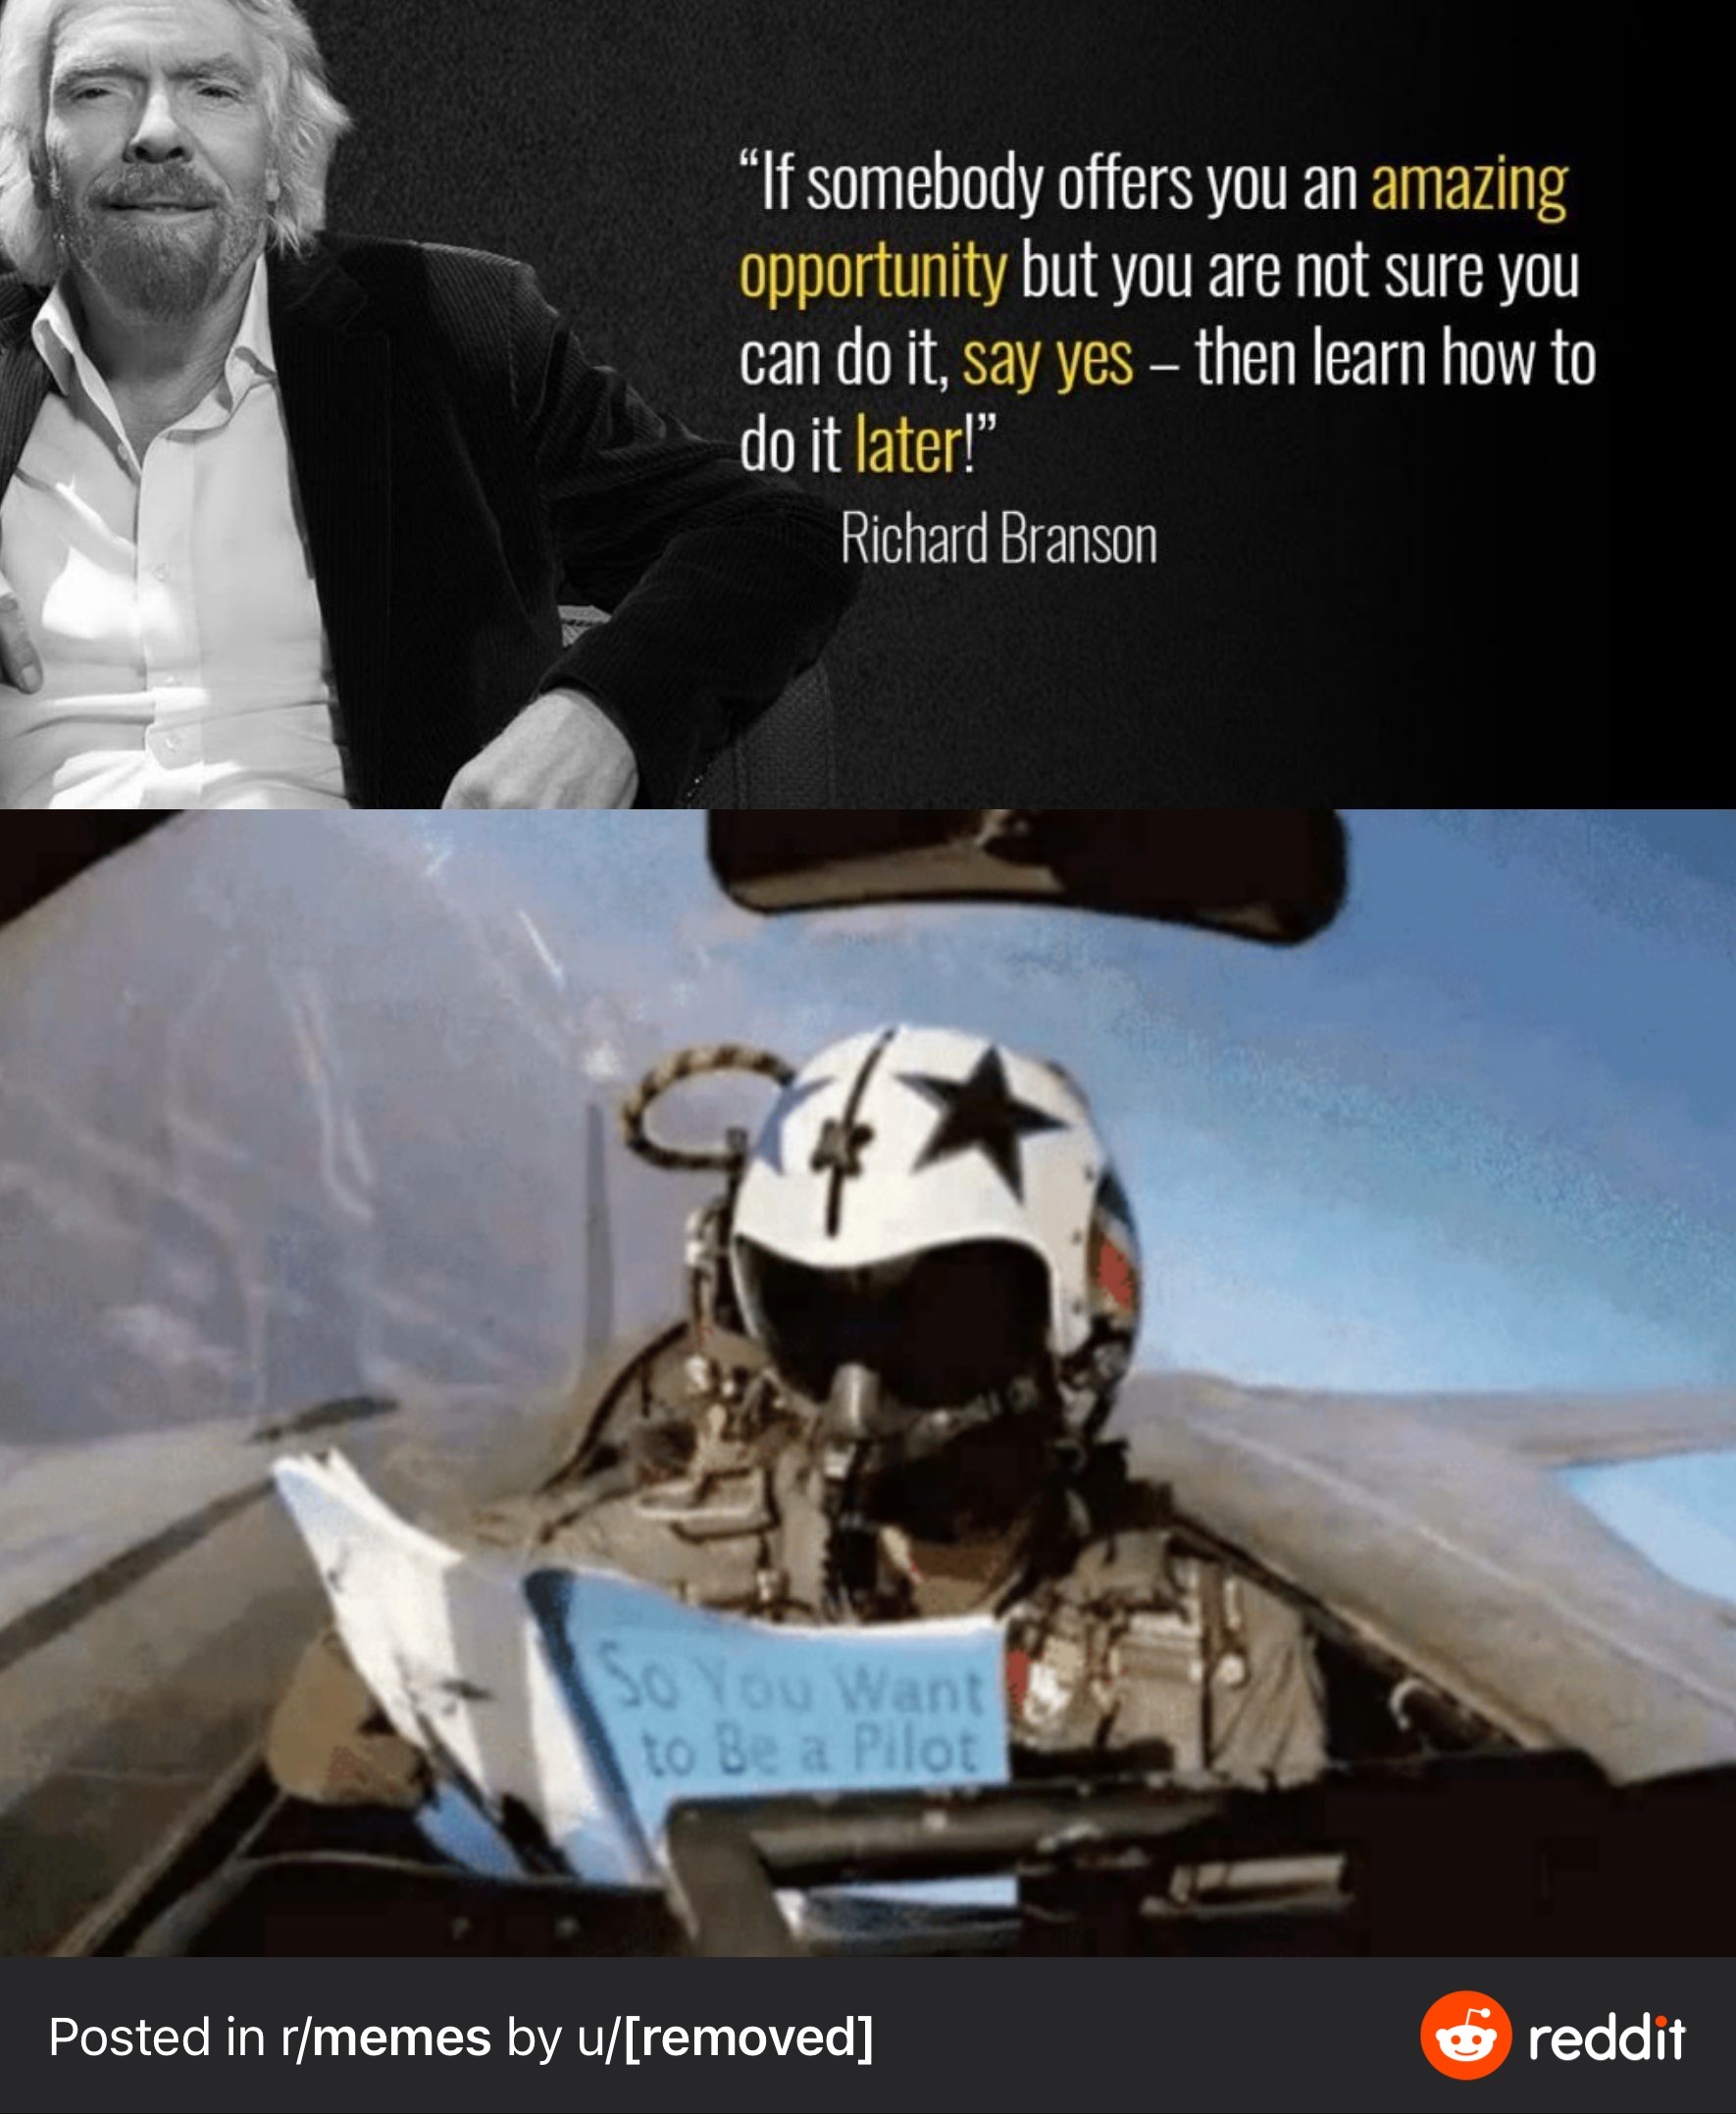 “If somebody offers you an amazing
opportunity but you are not sure you
can do it, say yes – then learn how to
do it later!”
Richard Branson
So You Want
to Be a Pilot
Posted in r/memes by u/[removed]
reddit